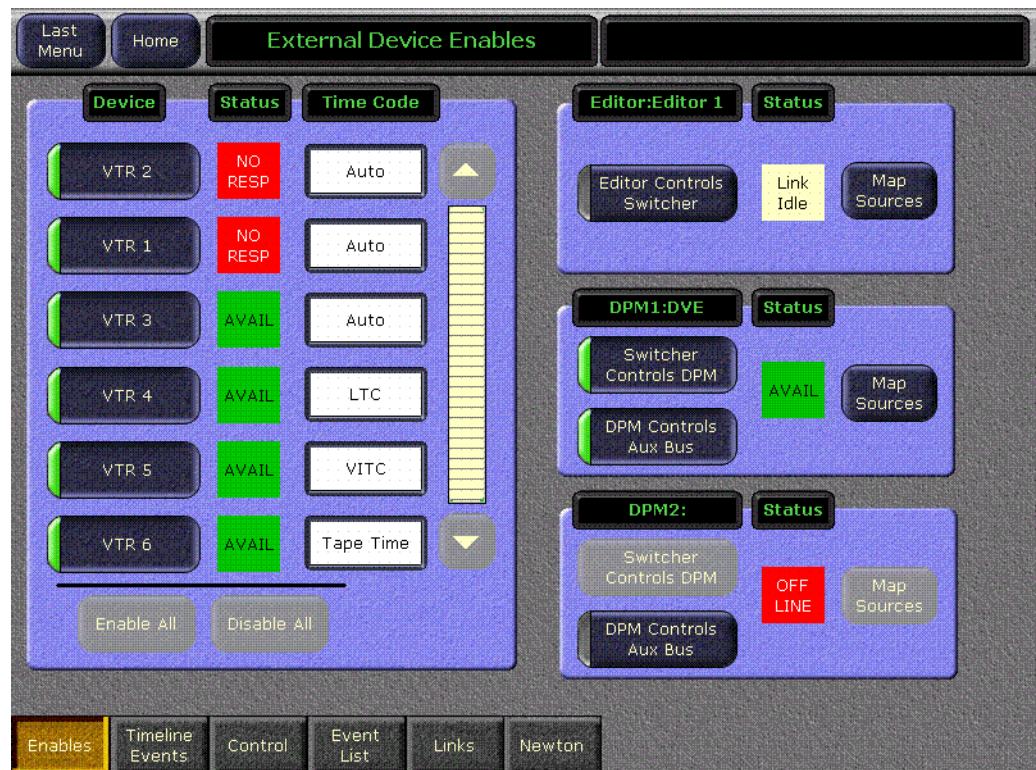 Last
Menu
Home
External Device Enables
Device
Status
Time Code
VTR 2
NO
RESP
Auto
VTR 1
NO
RESP
Auto
VTR 3
AVAIL
Auto
VTR 4
AVAIL
LTC
VTR 5
AVAIL
VITC
VTR 6
AVAIL
Tape Time
Enable All
Disable All
Editor:Editor 1
Status
Editor Controls
Switcher
Link
Idle
Map
Sources
DPM1:DVE
Status
Switcher
Controls DPM
DPM Controls
Aux Bus
AVAIL
Map
Sources
DPM2:
Status
Switcher
Controls DPM
DPM Controls
Aux Bus
OFF
LINE
Map
Sources
Enables
Timeline
Events
Control
Event
List
Links
Newton